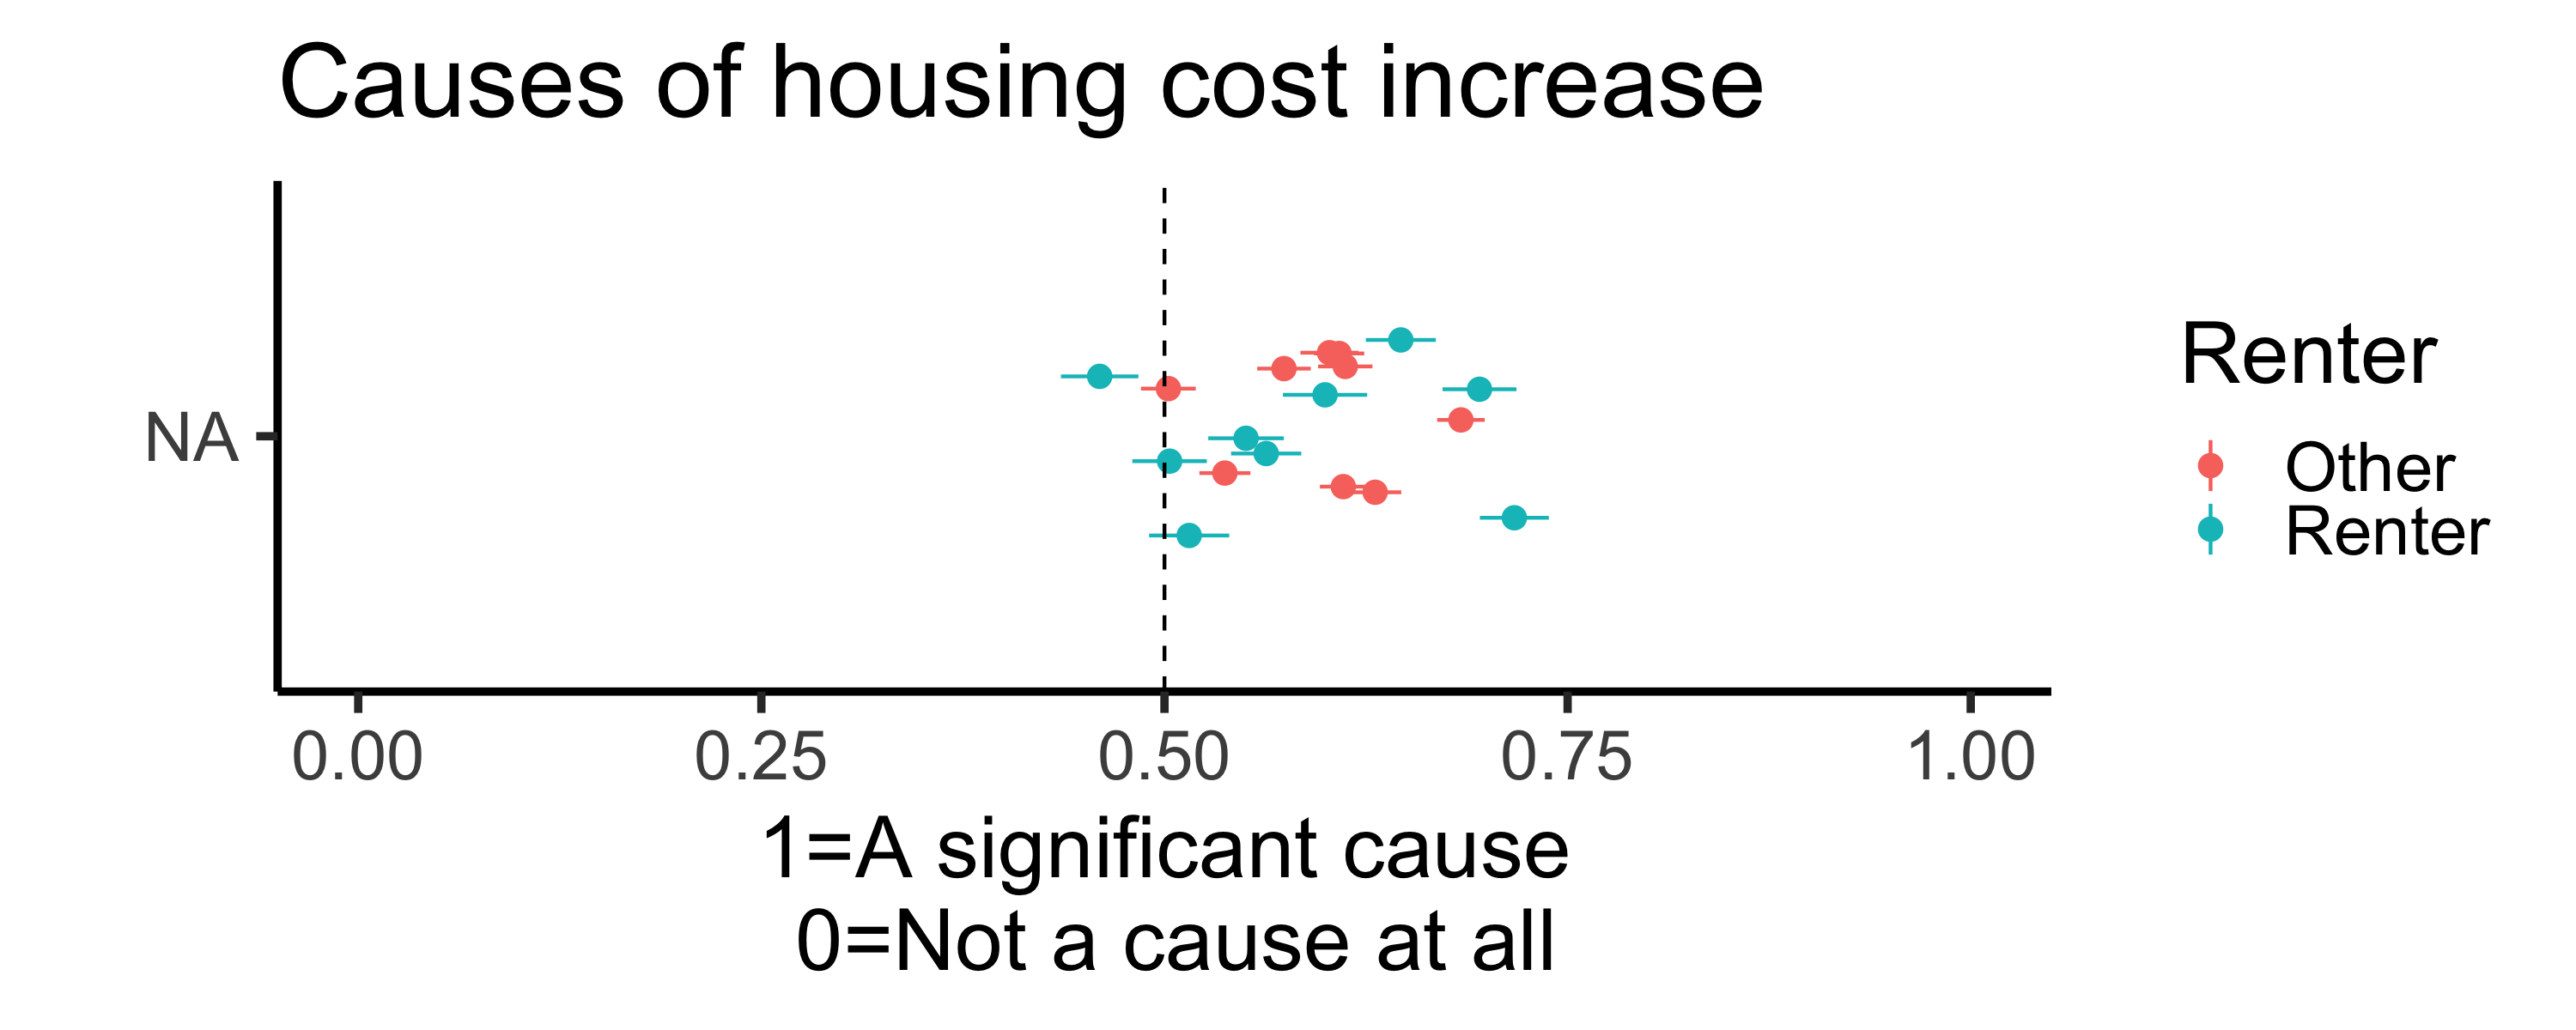 Causes of housing cost increase
NA
0.00 0.25 0.50 0.75 1.00
1=A significant cause
0=Not a cause at all
Renter
Other
Renter